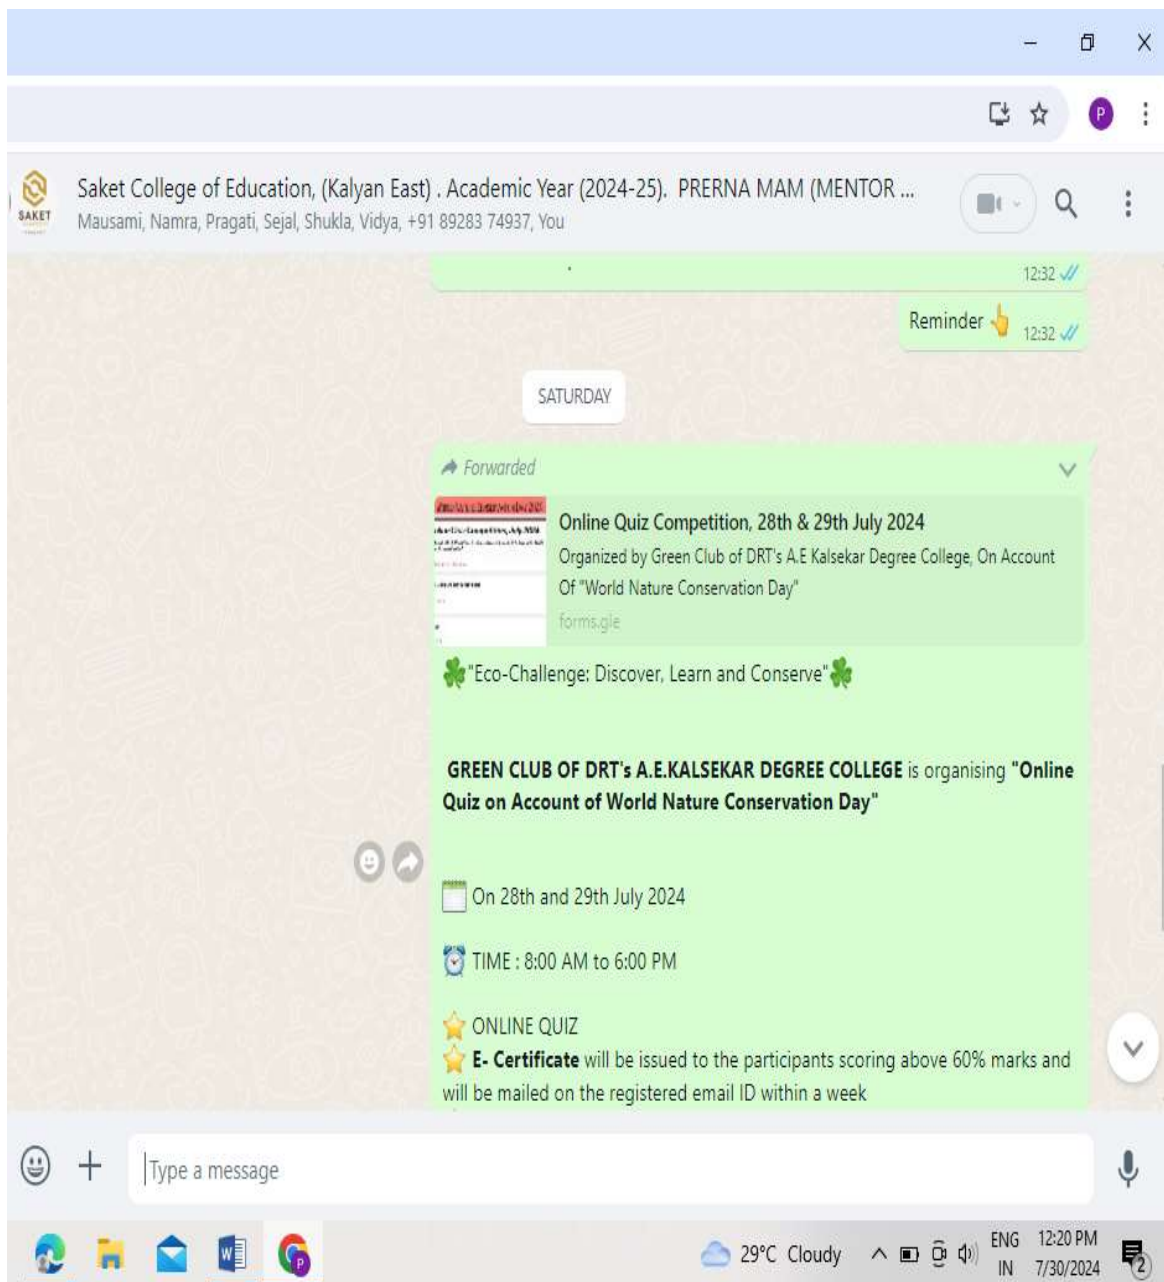 P
Saket College of Education, (Kalyan East) . Academic Year (2024-25). PRERNA MAM (MENTOR ...
SAKET
Mausami, Namra, Pragati, Sejal, Shukla, Vidya, +91 89283 74937, You
12:32
Reminder 👆 12:32
SATURDAY
Forwarded
Online Quiz Competition, 28th & 29th July 2024
Organized by Green Club of DRT's A.E Kalsekar Degree College, On Account
Of "World Nature Conservation Day"
forms.gle
☘"Eco-Challenge: Discover, Learn and Conserve"☘
GREEN CLUB OF DRT's A.E.KALSEKAR DEGREE COLLEGE is organising "Online
Quiz on Account of World Nature Conservation Day"
On 28th and 29th July 2024
⏰ TIME : 8:00 AM to 6:00 PM
⭐ ONLINE QUIZ
⭐ E- Certificate will be issued to the participants scoring above 60% marks and
will be mailed on the registered email ID within a week
Type a message
29°C Cloudy
ENG
IN
12:20 PM
7/30/2024
2